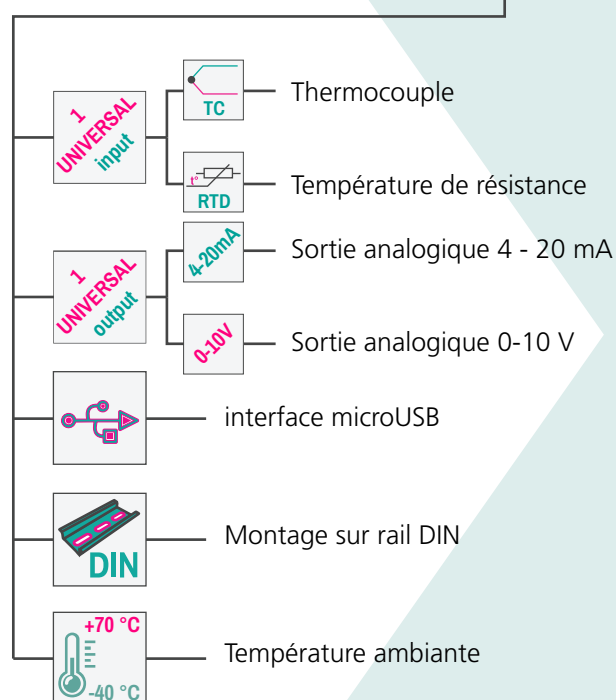 1
UNIVERSAL
input
TC
Thermocouple
t°
RTD
Température de résistance
1
UNIVERSAL
output
4-20mA
Sortie analogique 4 - 20 mA
0-10V
Sortie analogique 0-10 V
interface microUSB
DIN
Montage sur rail DIN
+70 °C
-40 °C
Température ambiante